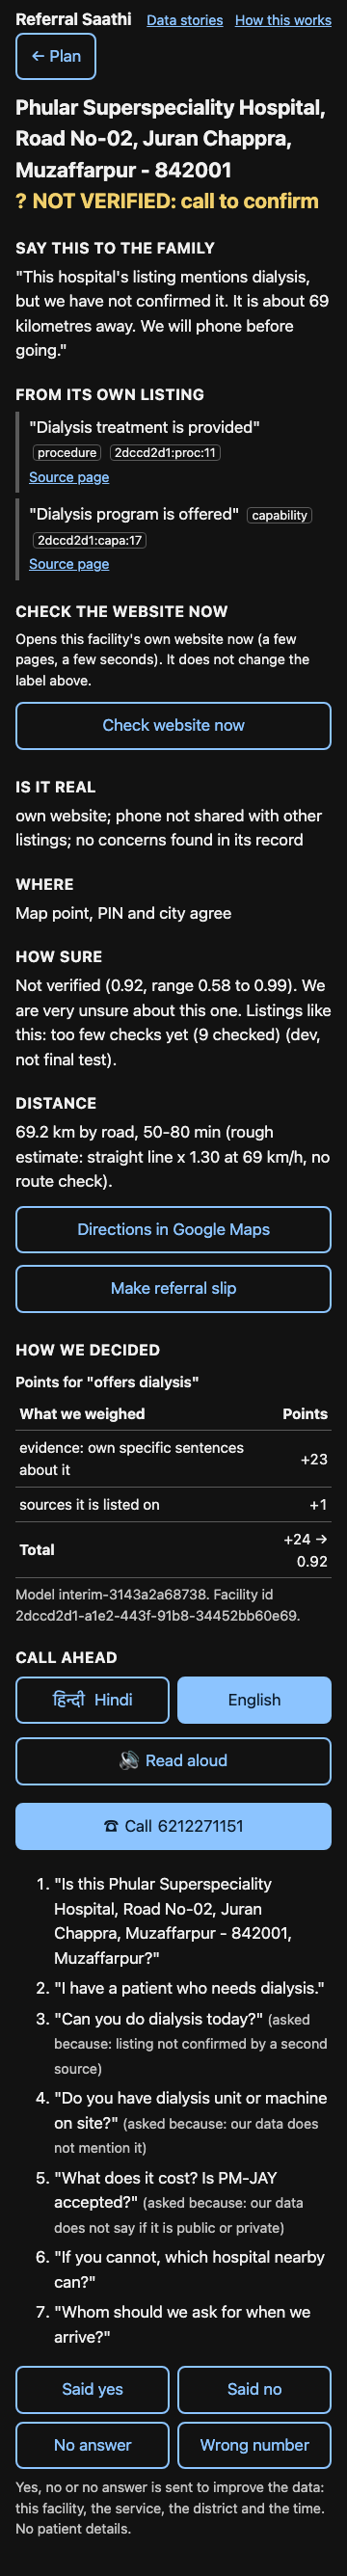 Referral Saathi Data stories How this works
← Plan
Phular Superspeciality Hospital,
Road No-02, Juran Chappra,
Muzaffarpur - 842001
? NOT VERIFIED: call to confirm
SAY THIS TO THE FAMILY
"This hospital's listing mentions dialysis,
but we have not confirmed it. It is about 69
kilometres away. We will phone before
going."
FROM ITS OWN LISTING
"Dialysis treatment is provided"
procedure 2dccd2d1:proc:11
Source page
"Dialysis program is offered" capability
2dccd2d1:capa:17
Source page
CHECK THE WEBSITE NOW
Opens this facility's own website now (a few
pages, a few seconds). It does not change the
label above.
Check website now
IS IT REAL
own website; phone not shared with other
listings; no concerns found in its record
WHERE
Map point, PIN and city agree
HOW SURE
Not verified (0.92, range 0.58 to 0.99). We
are very unsure about this one. Listings like
this: too few checks yet (9 checked) (dev,
not final test).
DISTANCE
69.2 km by road, 50-80 min (rough
estimate: straight line x 1.30 at 69 km/h, no
route check).
Directions in Google Maps
Make referral slip
HOW WE DECIDED
Points for "offers dialysis"
What we weighed Points
evidence: own specific sentences
about it +23
sources it is listed on +1
Total +24 →
0.92
Model interim-3143a2a68738. Facility id
2dccd2d1-a1e2-443f-91b8-34452bb60e69.
CALL AHEAD
हिन्दी Hindi English
🔊 Read aloud
☎ Call 6212271151
1. "Is this Phular Superspeciality
Hospital, Road No-02, Juran
Chappra, Muzaffarpur - 842001,
Muzaffarpur?"
2. "I have a patient who needs dialysis."
3. "Can you do dialysis today?" (asked
because: listing not confirmed by a second
source)
4. "Do you have dialysis unit or machine
on site?" (asked because: our data does
not mention it)
5. "What does it cost? Is PM-JAY
accepted?" (asked because: our data
does not say if it is public or private)
6. "If you cannot, which hospital nearby
can?"
7. "Whom should we ask for when we
arrive?"
Said yes Said no
No answer Wrong number
Yes, no or no answer is sent to improve the data:
this facility, the service, the district and the time.
No patient details.